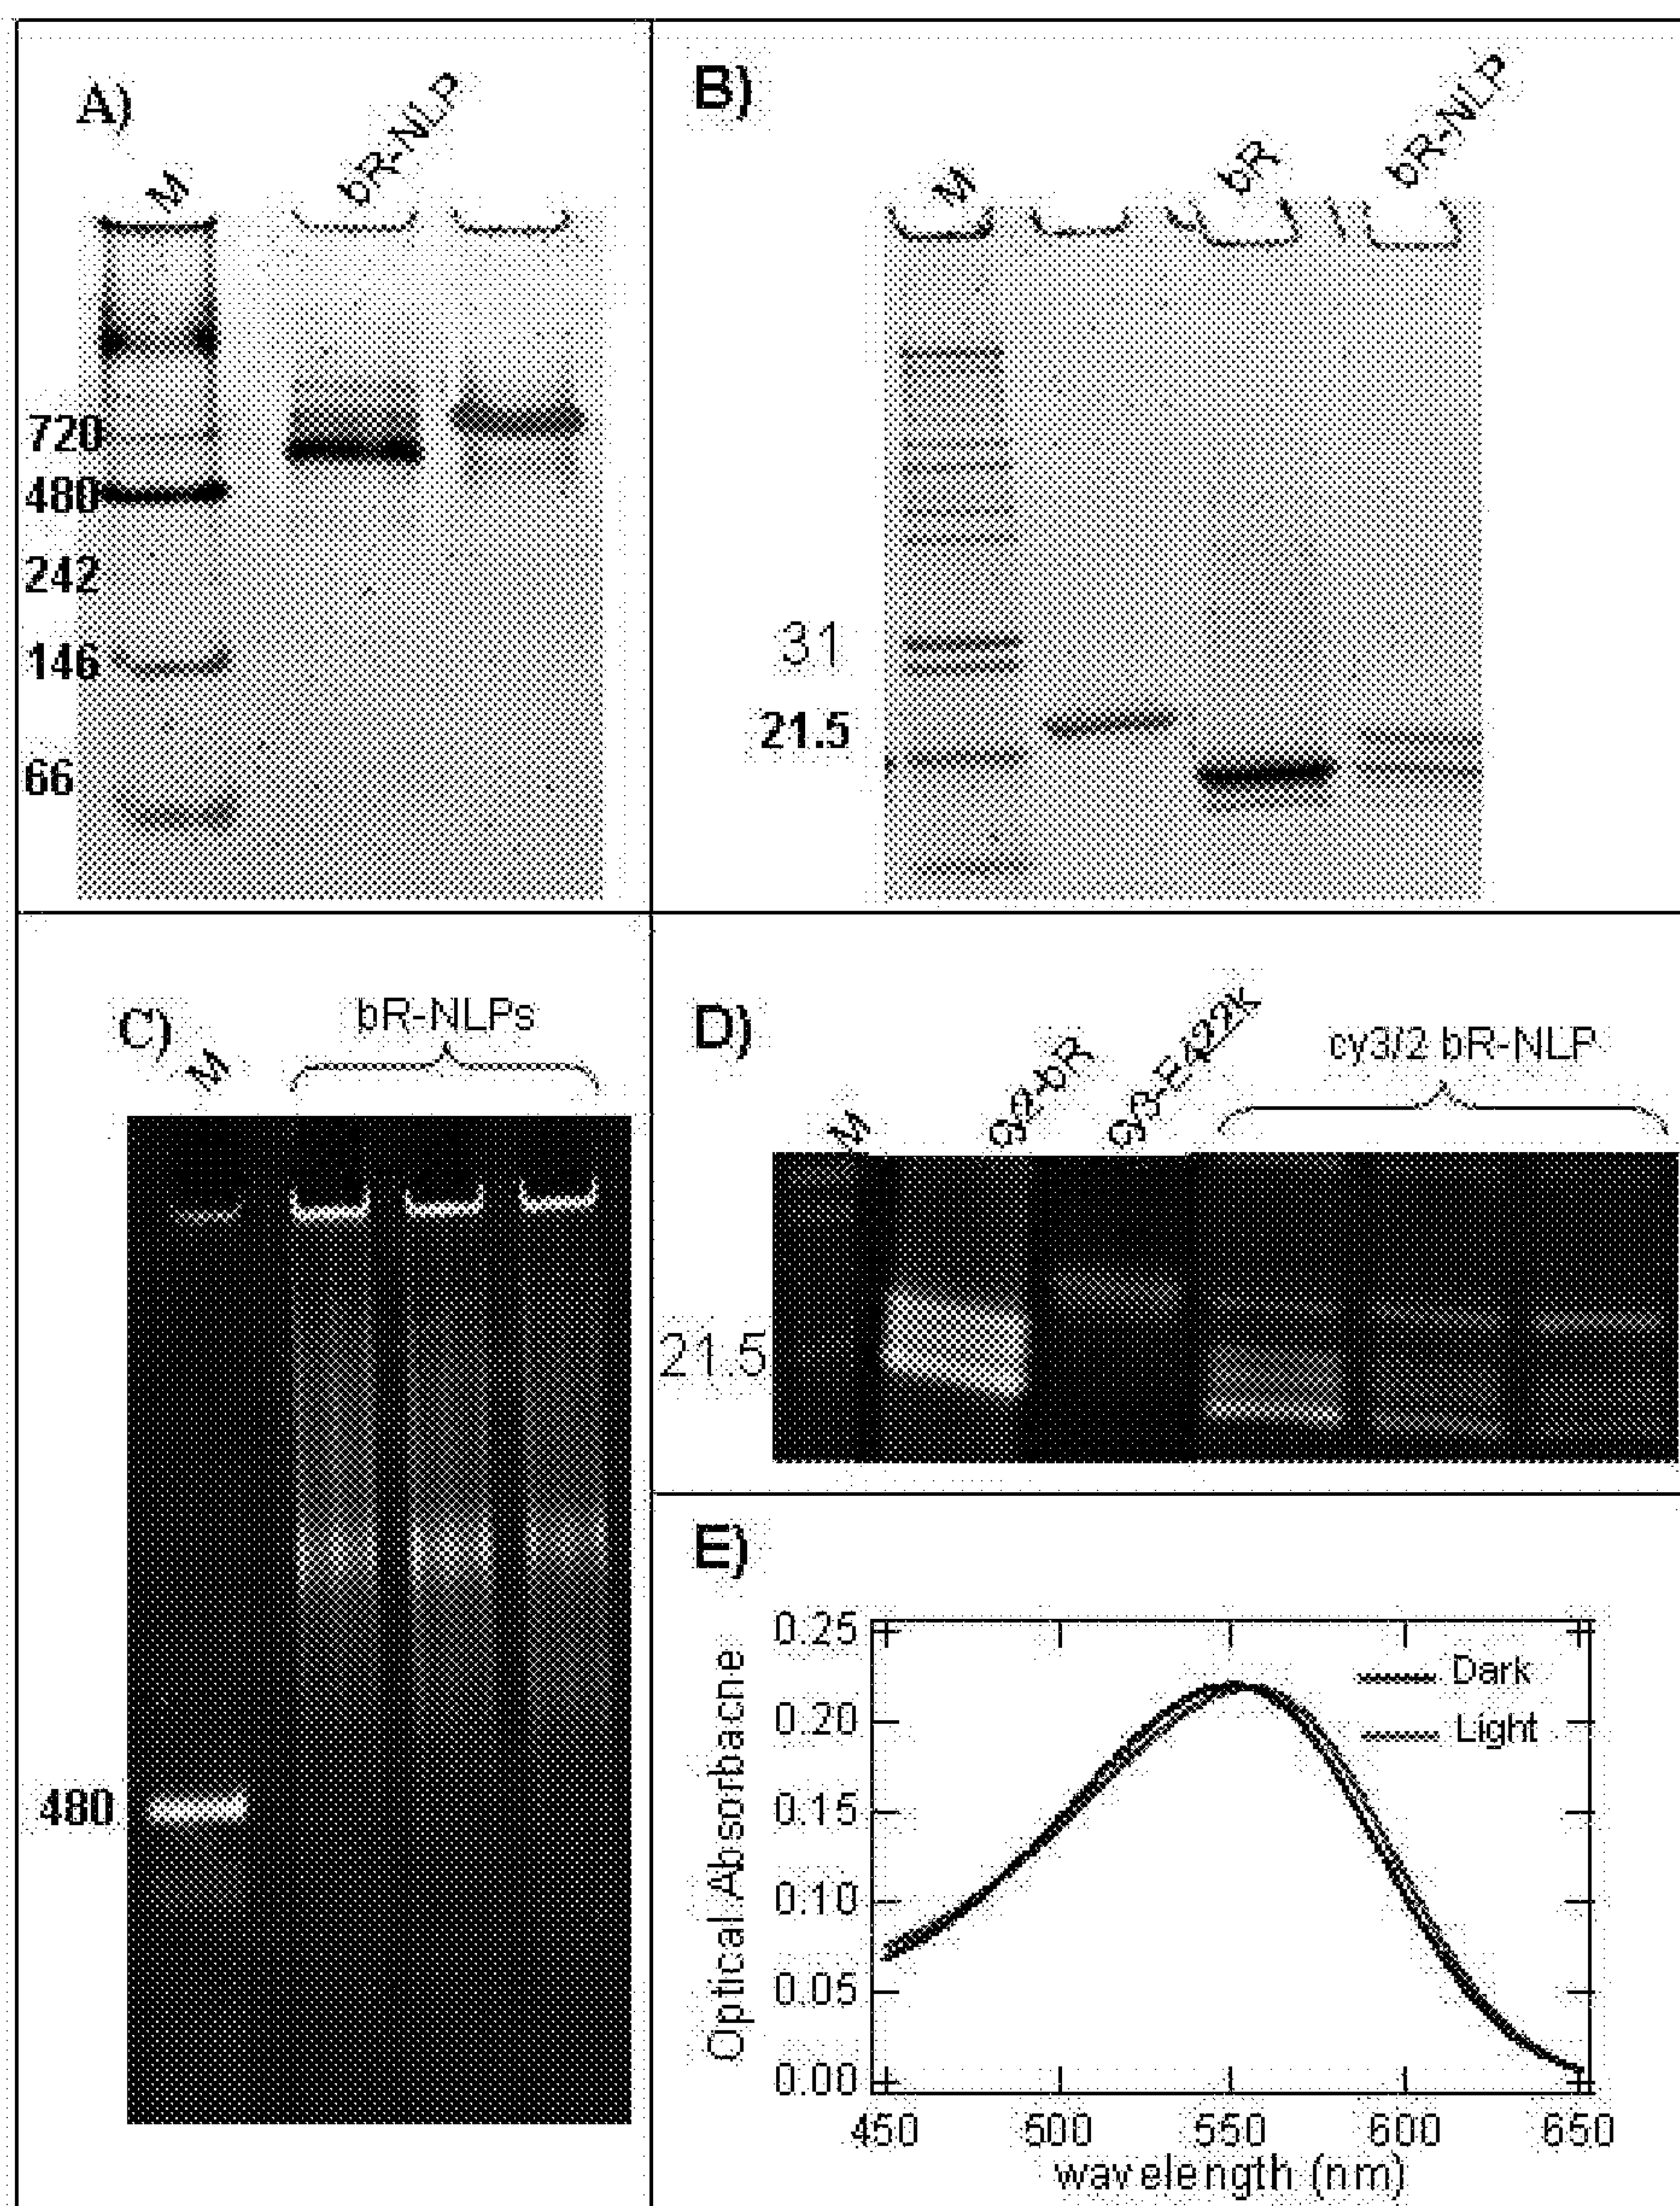 A)
M
bR-NLP
720
480
242
146
66
B)
M
bR
bR-NLP
31
21.5
C)
M
bR-NLPs
480
D)
M
cy3/2 bR-NLP
21.5
E)
Optical Absorbacne
0.25
0.20
0.15
0.10
0.05
0.00
Dark
Light
450 500 550 600 650
wavelength (nm)